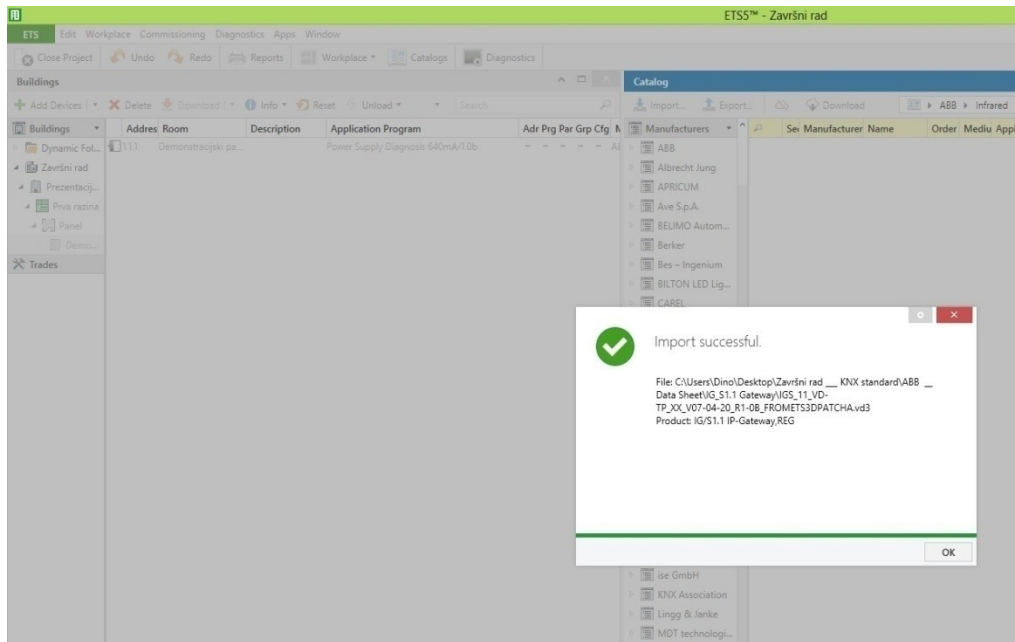 ETS5™ - Završni rad
ETS Edit Workplace Commissioning Diagnostics Apps Window
Close Project Undo Redo Reports Workplace Catalogs Diagnostics
Buildings
Catalog
Add Devices Delete Download Info Reset Unload Search
Import... Export... Download ABB Infrared
Buildings Addres Room Description Application Program Adr Prg Par Grp Cfg M
Manufacturers Se Manufacturer Name Order Mediu Appl
Dynamic Fol... 1.1.1 Demonstracijski pa... Power Supply Diagnosis 640mA/1.0b - - - - -
Završni rad
Prezentacij...
Prva razina
Panel
Demo...
Trades
ABB
Albrecht Jung
APRICUM
Ave S.p.A.
BELIMO Autom...
Berker
Bes – Ingenium
BILTON LED Lig...
CAREL
Import successful.
File: C:\Users\Dino\Desktop\Završni rad __ KNX standard\ABB __
Data Sheet\IG_S1.1 Gateway\IGS_11_VD-
TP_XX_V07-04-20_R1-0B_FROMETS3DPATCHA.vd3
Product: IG/S1.1 IP-Gateway,REG
OK
ise GmbH
KNX Association
Lingg & Janke
MDT technologi...